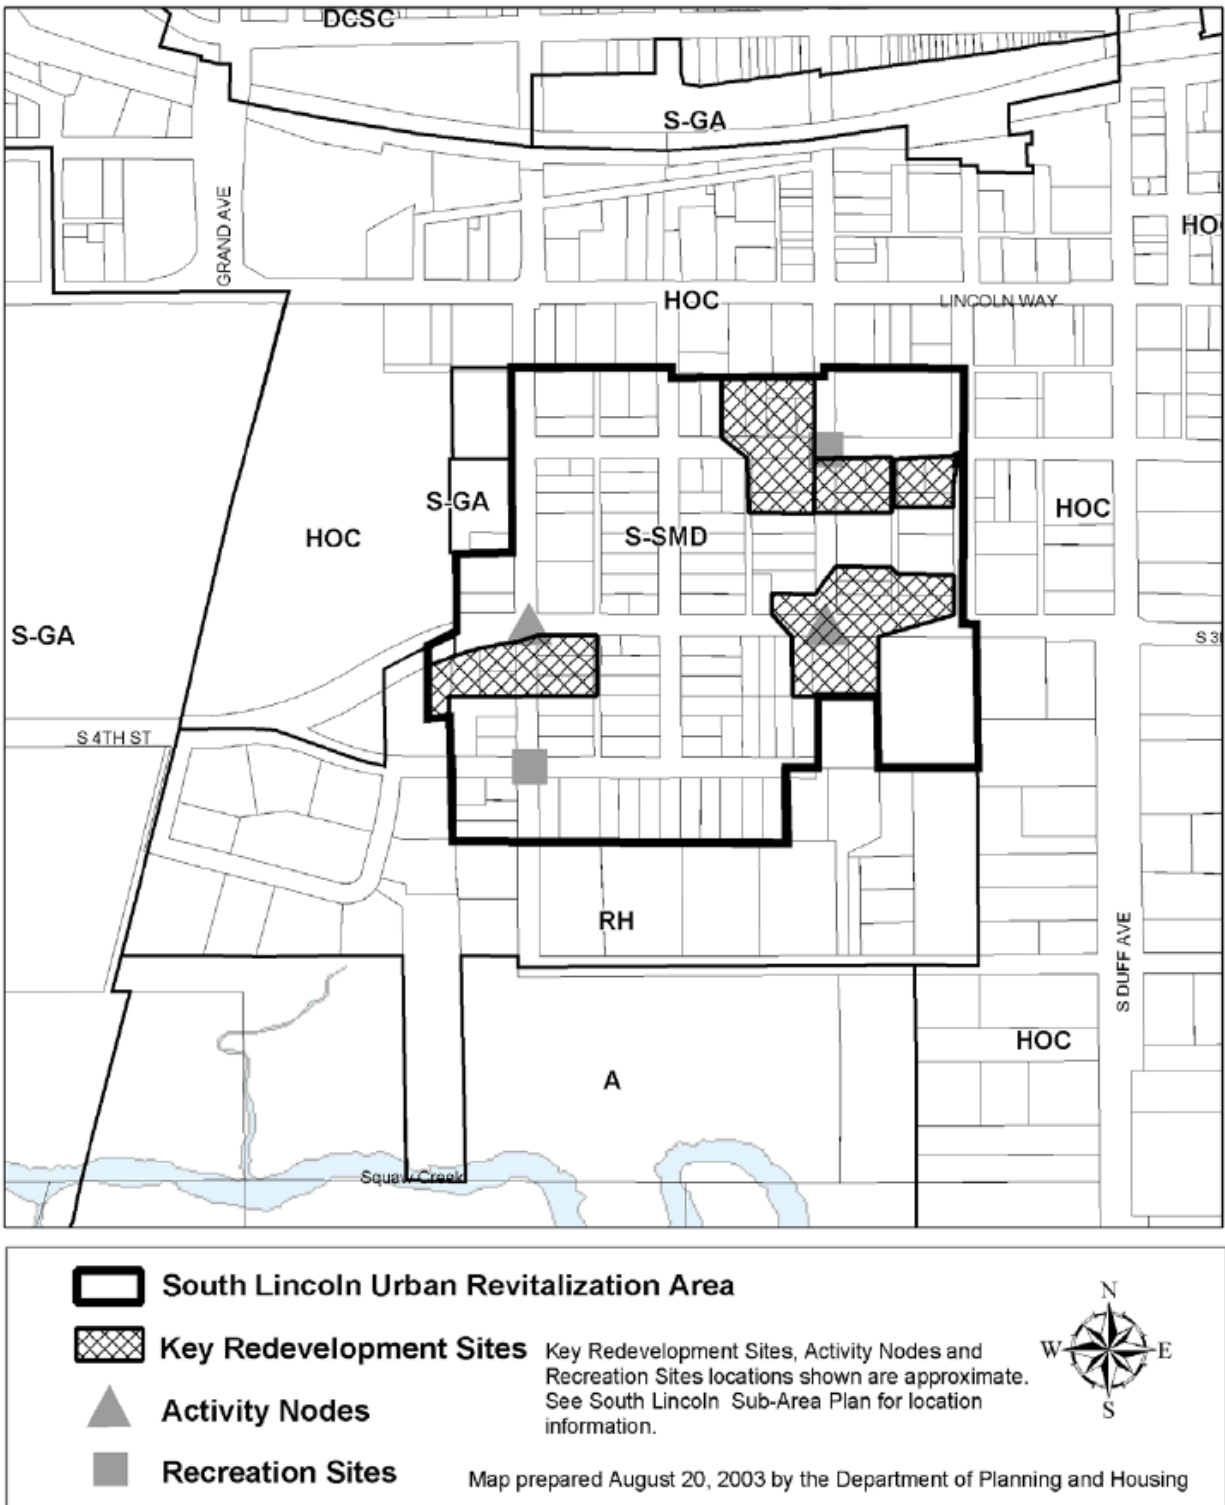 DCSC
S-GA
GRAND AVE
HO
HOC
LINCOLN WAY
S-GA
HOC
S-SMD
HOC
S-GA
S 3
S 4TH ST
RH
S DUFF AVE
HOC
A
Squaw Creek
South Lincoln Urban Revitalization Area
Key Redevelopment Sites
Key Redevelopment Sites, Activity Nodes and
Recreation Sites locations shown are approximate.
See South Lincoln Sub-Area Plan for location
information.
Activity Nodes
Recreation Sites
N
W
E
S
Map prepared August 20, 2003 by the Department of Planning and Housing